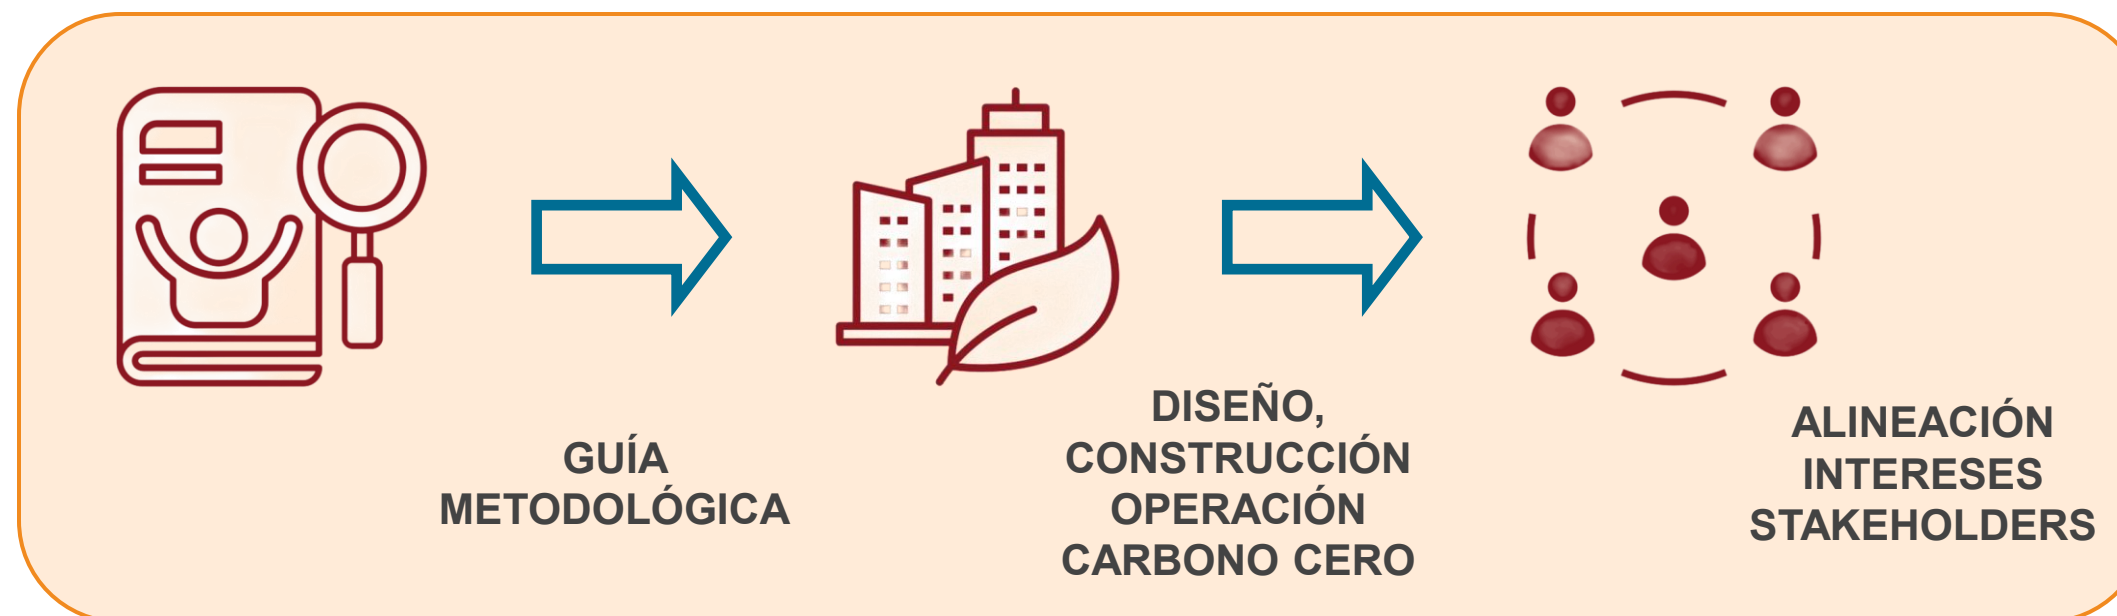 GUÍA
METODOLÓGICA
DISEÑO,
CONSTRUCCIÓN
OPERACIÓN
CARBONO CERO
ALINEACIÓN
INTERESES
STAKEHOLDERS